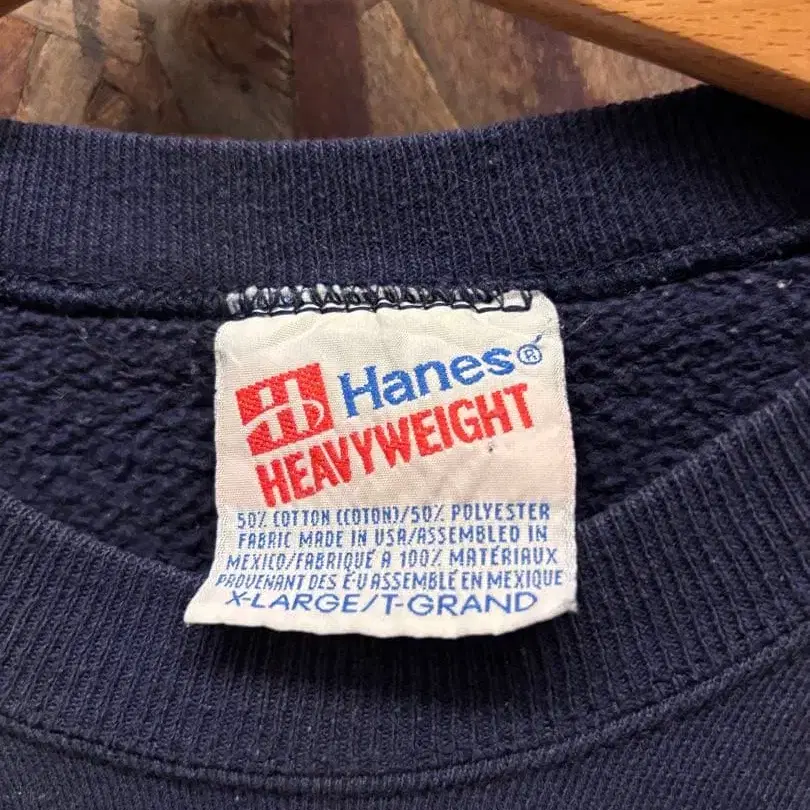 H Hanes®
HEAVYWEIGHT
50% COTTON (COTON)/50% POLYESTER
FABRIC MADE IN USA/ASSEMBLED IN
MEXICO/FABRIQUÉ A 100% MATÉRIAUX
PROVENANT DES É-U ASSEMBLÉ EN MEXIQUE
X-LARGE/T-GRAND